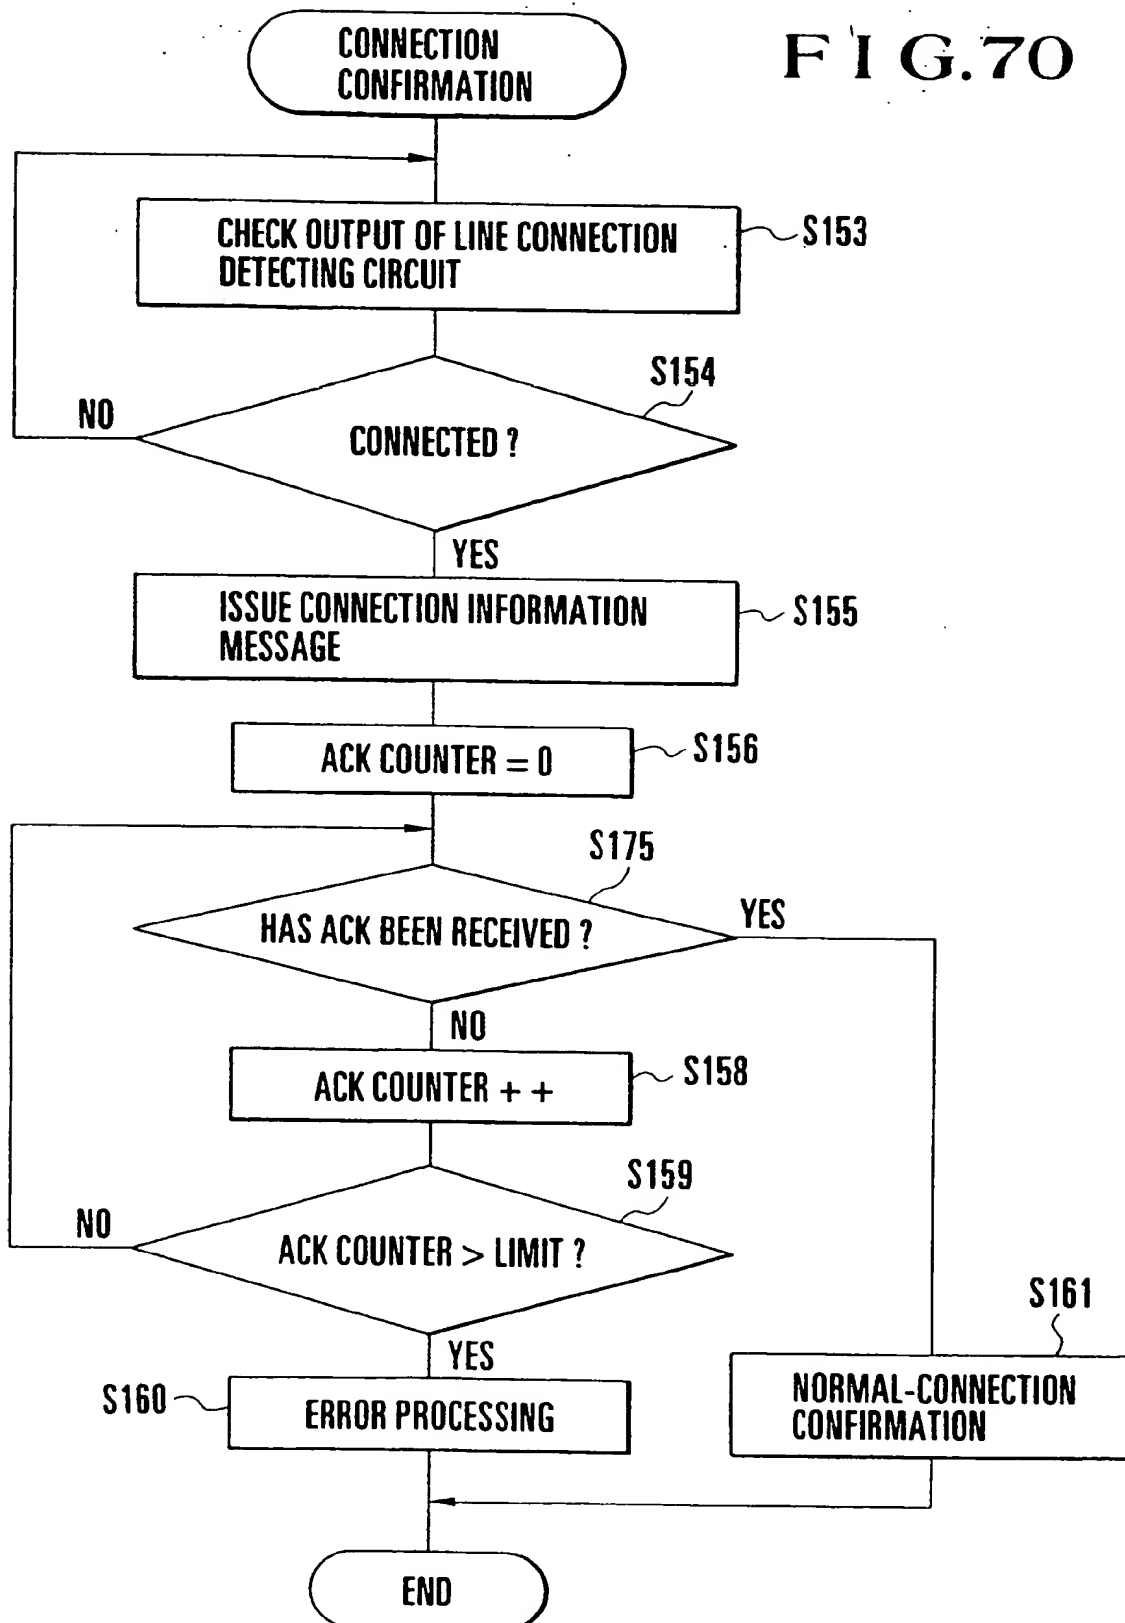 FIG.70
CONNECTION
CONFIRMATION
CHECK OUTPUT OF LINE CONNECTION
DETECTING CIRCUIT
S153
S154
NO
CONNECTED ?
YES
ISSUE CONNECTION INFORMATION
MESSAGE
S155
ACK COUNTER = 0
S156
S175
HAS ACK BEEN RECEIVED ?
YES
NO
ACK COUNTER + +
S158
S159
NO
ACK COUNTER > LIMIT ?
YES
S161
S160
ERROR PROCESSING
NORMAL-CONNECTION
CONFIRMATION
END